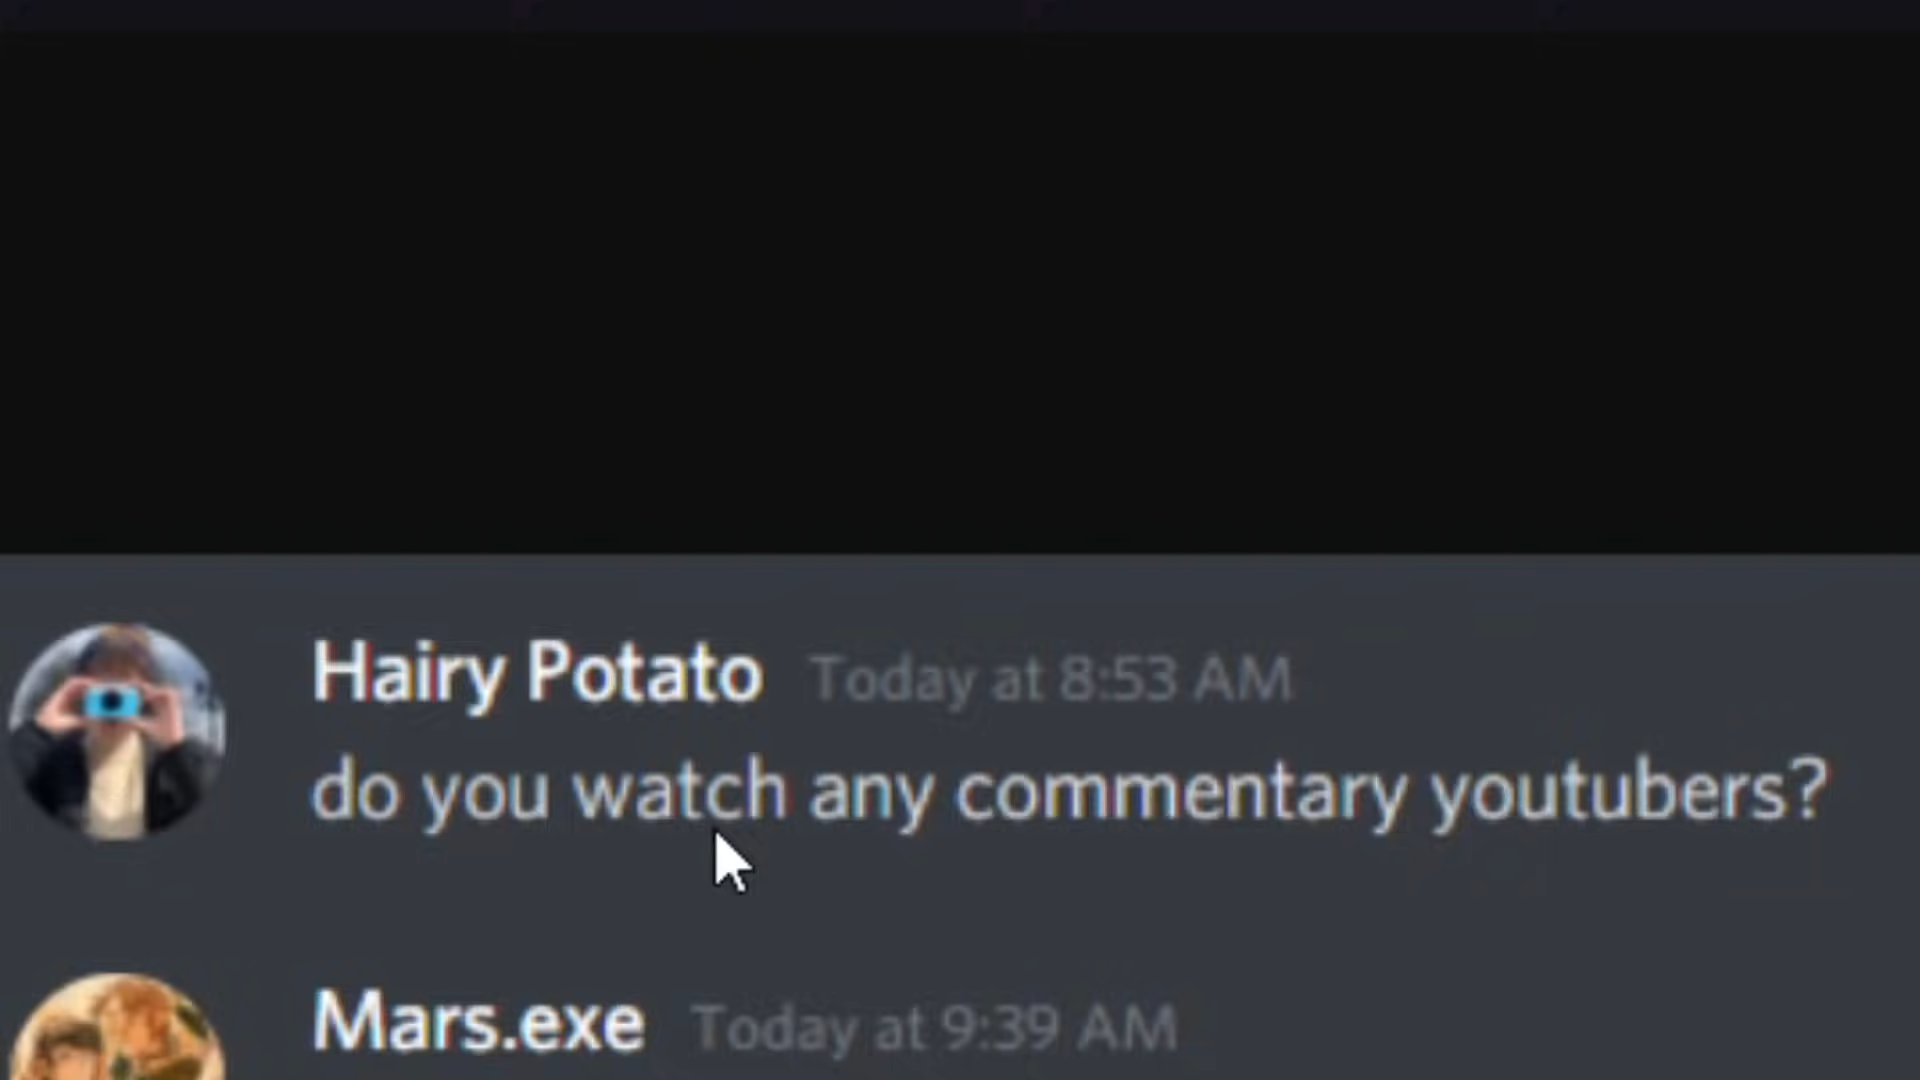 Hairy Potato Today at 8:53 AM
do you watch any commentary youtubers?
Mars.exe Today at 9:39 AM